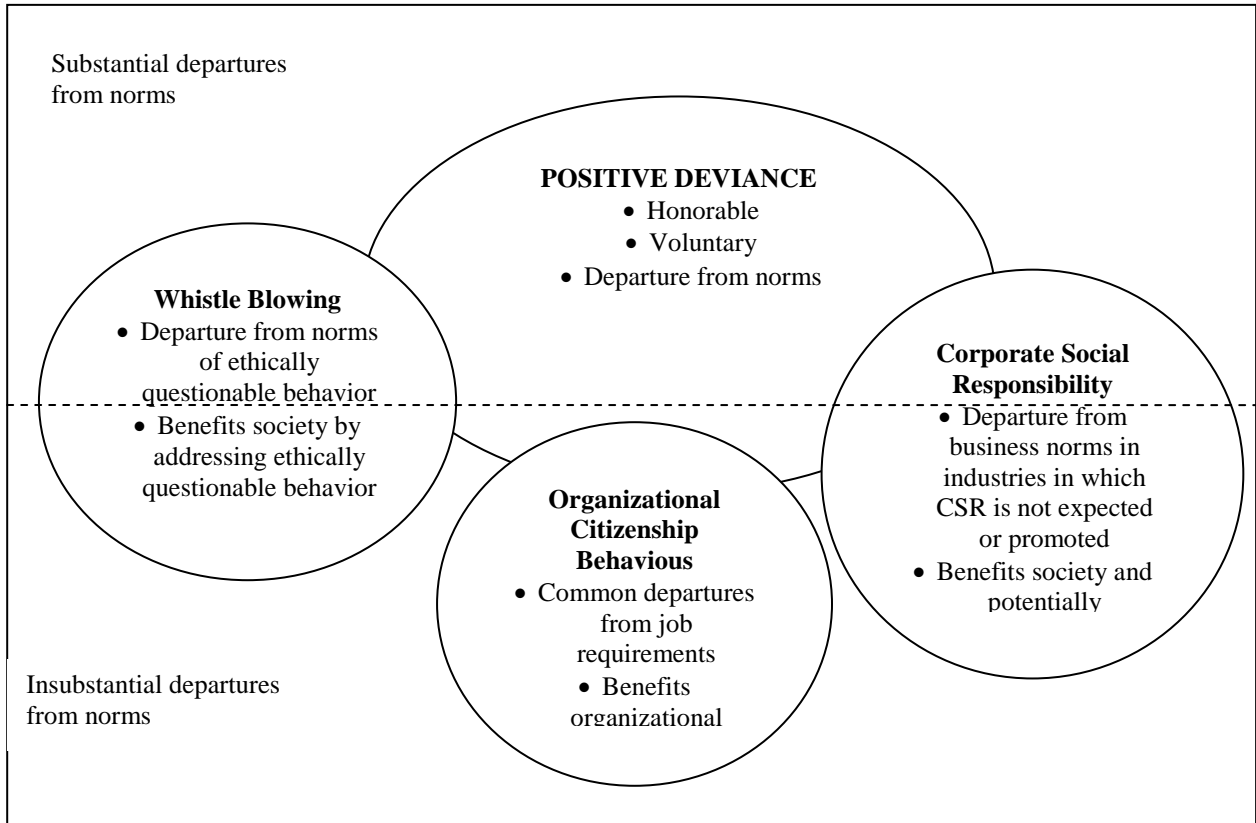 Substantial departures
from norms
POSITIVE DEVIANCE
• Honorable
• Voluntary
• Departure from norms
Whistle Blowing
• Departure from norms
of ethically
questionable behavior
• Benefits society by
addressing ethically
questionable behavior
Corporate Social
Responsibility
• Departure from
business norms in
industries in which
CSR is not expected
or promoted
• Benefits society and
potentially
Organizational
Citizenship
Behavious
• Common departures
from job
requirements
• Benefits
organizational
Insubstantial departures
from norms